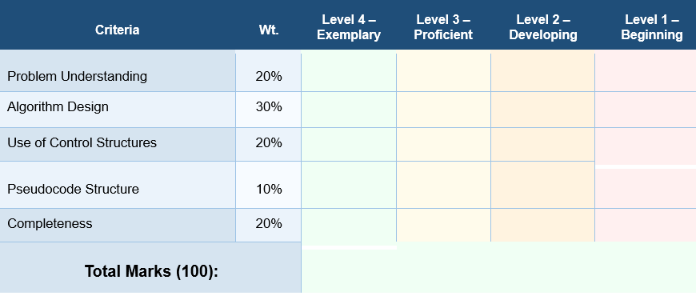 Criteria Wt. Level 4 – Exemplary Level 3 – Proficient Level 2 – Developing Level 1 – Beginning
Problem Understanding 20%
Algorithm Design 30%
Use of Control Structures 20%
Pseudocode Structure 10%
Completeness 20%
Total Marks (100):